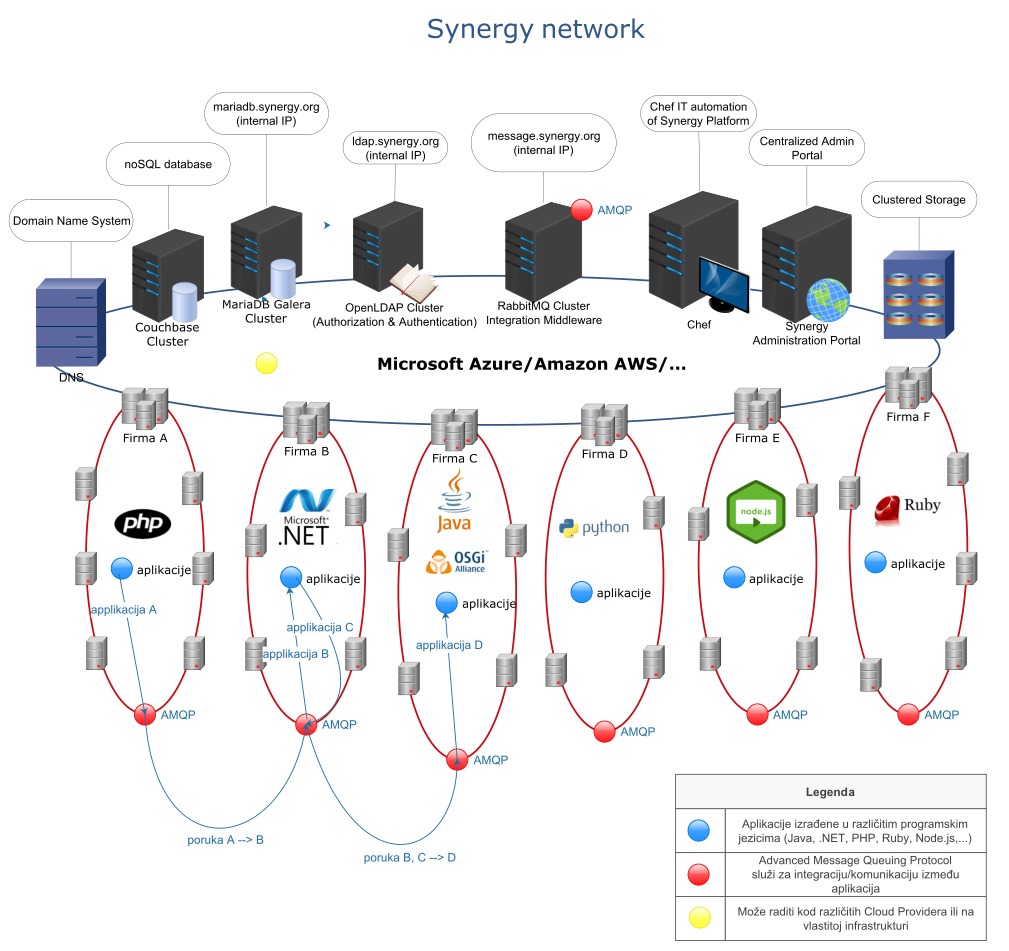 Synergy network
mariadb.synergy.org
(internal IP)
Chef IT automation
of Synergy Platform
ldap.synergy.org
(internal IP)
message.synergy.org
(internal IP)
Centralized Admin
Portal
noSQL database
Domain Name System
Clustered Storage
AMQP
MariaDB Galera
Cluster
OpenLDAP Cluster
(Authorization & Authentication)
RabbitMQ Cluster
Integration Middleware
Couchbase
Cluster
Chef
Synergy
Administration Portal
DNS
Microsoft Azure/Amazon AWS/...
Firma A
Firma B
Firma C
Firma D
Firma E
Firma F
php
Microsoft®
.NET
Java
OSGi™
Alliance
python
node.js
Ruby
aplikacije
aplikacije
aplikacije
aplikacije
aplikacije
aplikacije
applikacija A
applikacija C
applikacija B
applikacija D
AMQP
AMQP
AMQP
AMQP
AMQP
AMQP
poruka A --> B
poruka B, C --> D
Legenda
Aplikacije izrađene u različitim programskim
jezicima (Java, .NET, PHP, Ruby, Node.js,...)
Advanced Message Queuing Protocol
služi za integraciju/komunikaciju između
aplikacija
Može raditi kod različitih Cloud Providera ili na
vlastitoj infrastrukturi